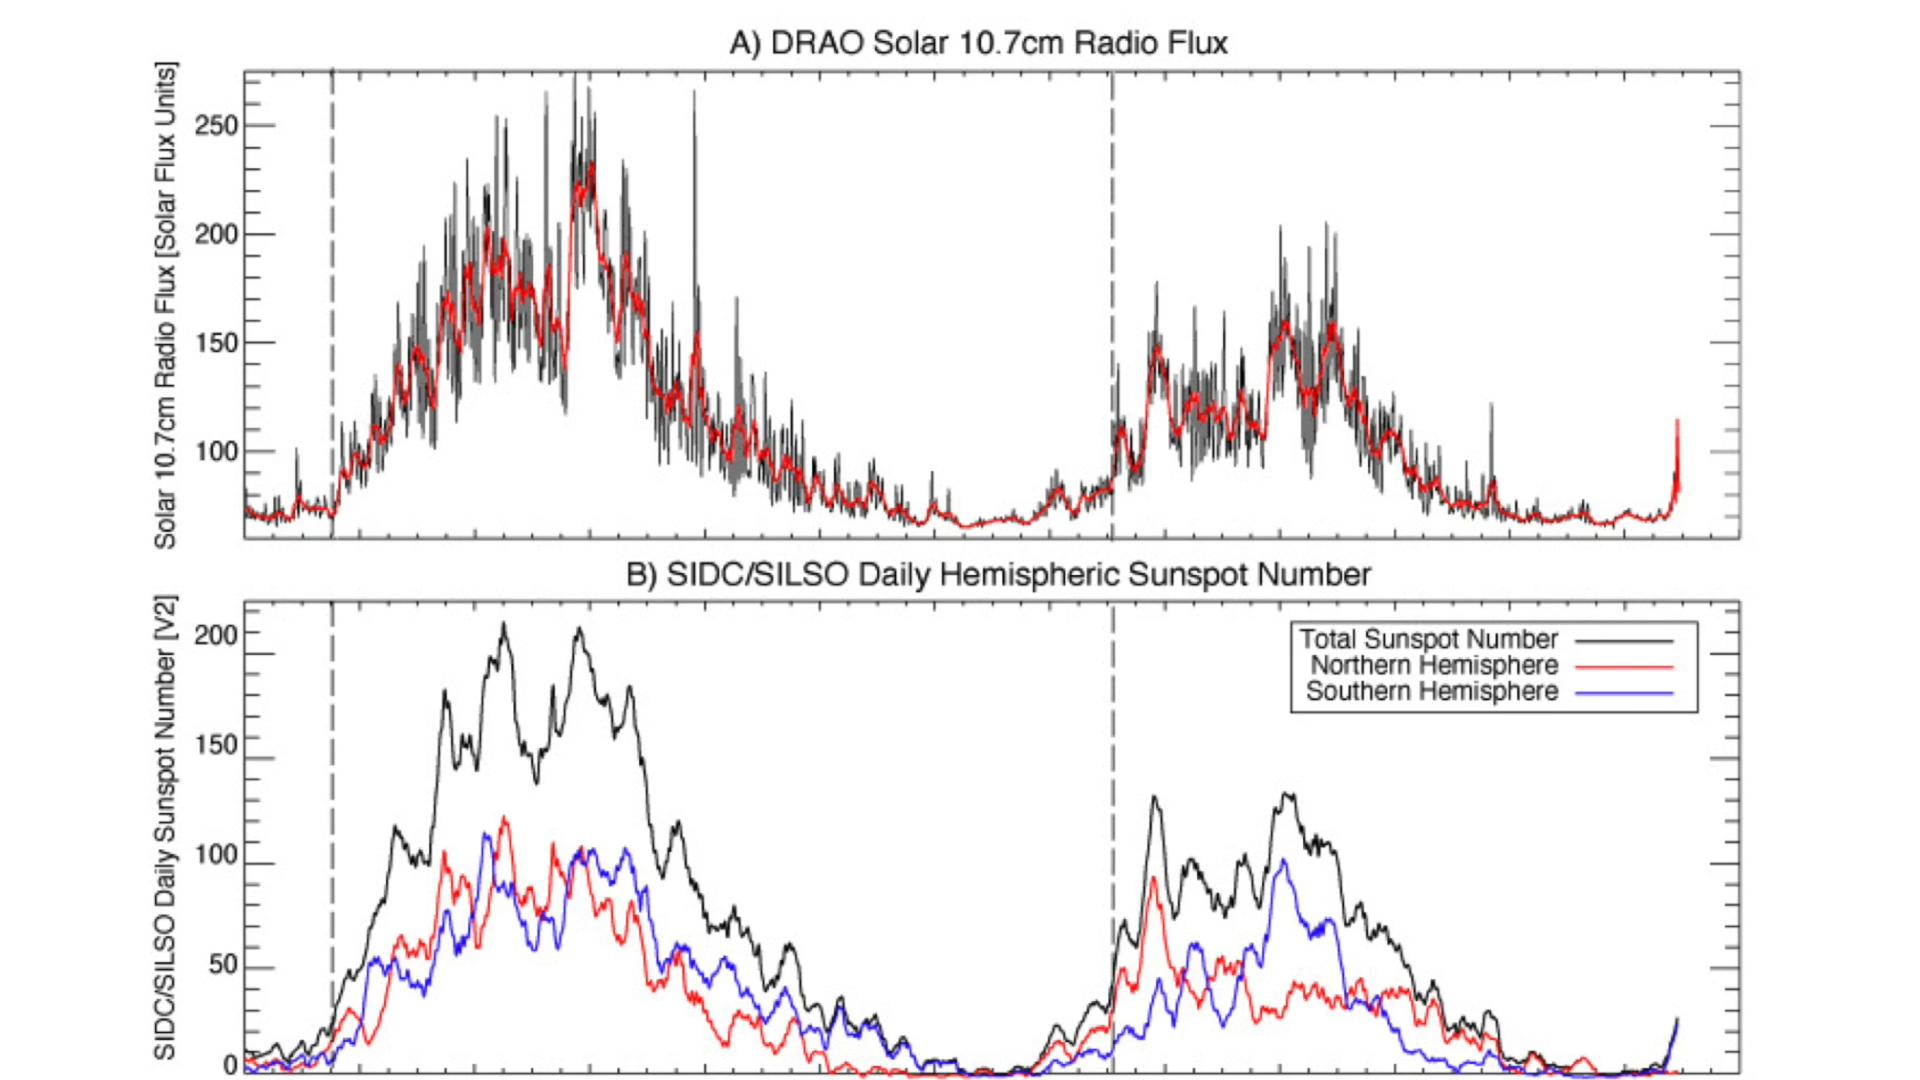 A) DRAO Solar 10.7cm Radio Flux
Solar 10.7cm Radio Flux [Solar Flux Units]
250
200
150
100
B) SIDC/SILSO Daily Hemispheric Sunspot Number
SIDC/SILSO Daily Sunspot Number [V2]
200
150
100
50
0
Total Sunspot Number
Northern Hemisphere
Southern Hemisphere